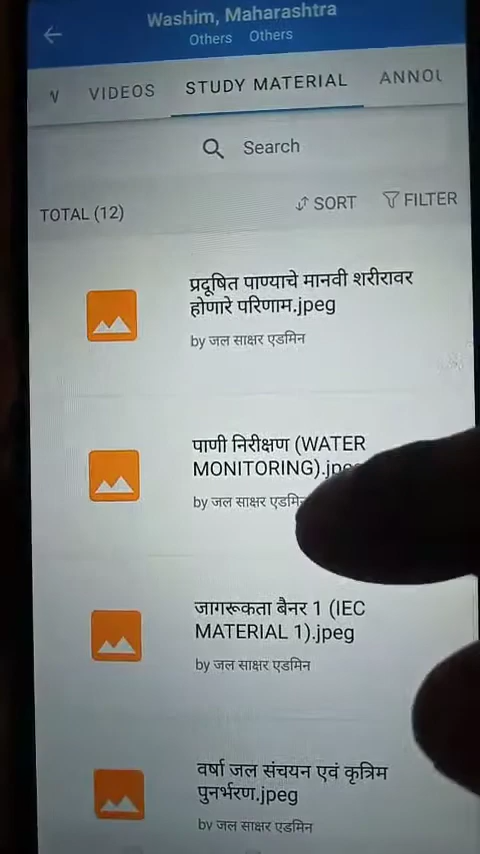 Washim, Maharashtra
Others Others
VIDEOS STUDY MATERIAL
Search
TOTAL (12) SORT FILTER
प्रदूषित पाण्याचे मानवी शरीरावर
होणारे परिणाम.jpeg
by जल साक्षर एडमिन
पाणी निरीक्षण (WATER
MONITORING).jpeg
by जल साक्षर एडमिन
जागरूकता बैनर 1 (IEC
MATERIAL 1).jpeg
by जल साक्षर एडमिन
वर्षा जल संचयन एवं कृत्रिम
पुनर्भरण.jpeg
by जल साक्षर एडमिन